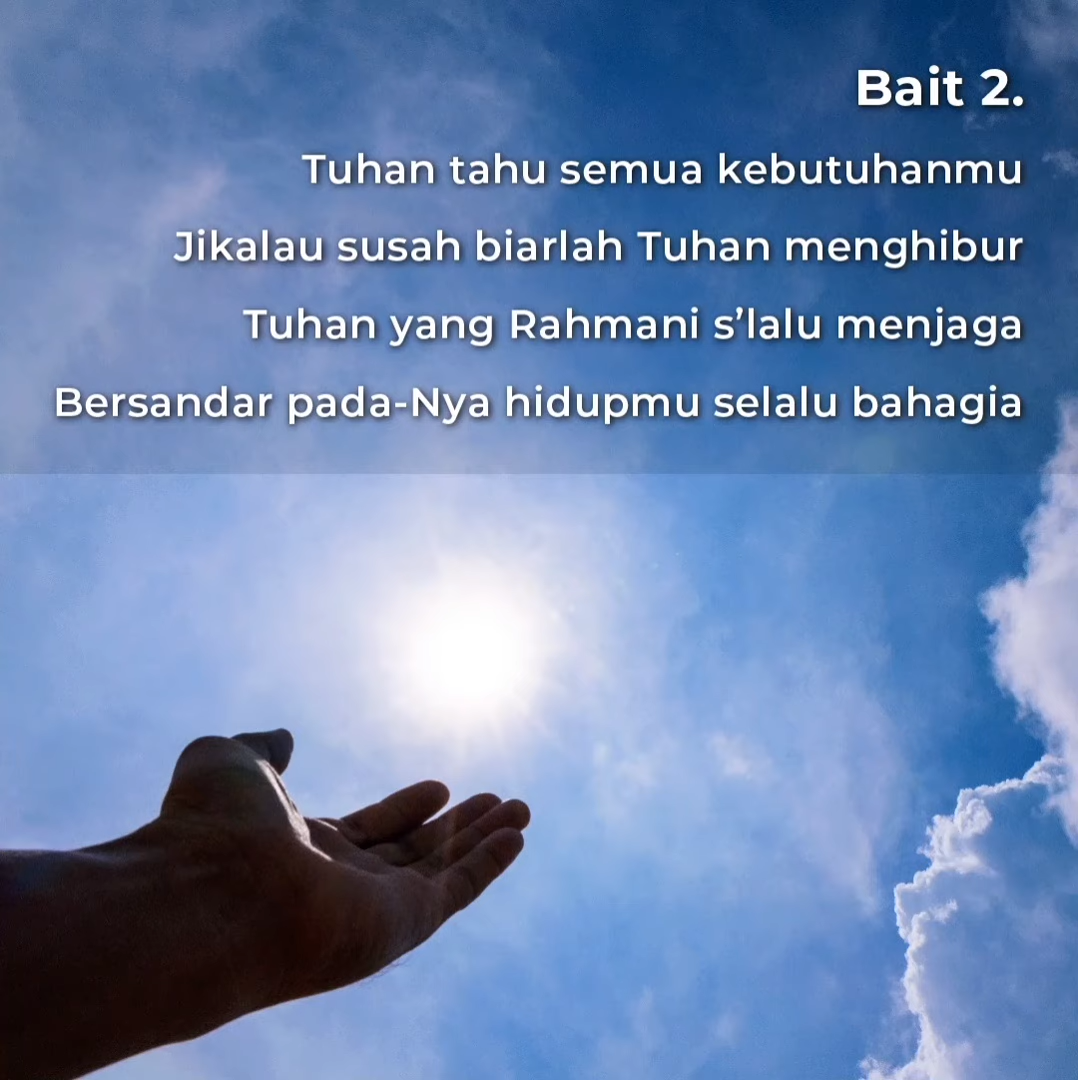 Bait 2.
Tuhan tahu semua kebutuhanmu
Jikalau susah biarlah Tuhan menghibur
Tuhan yang Rahmani s’lalu menjaga
Bersandar pada-Nya hidupmu selalu bahagia